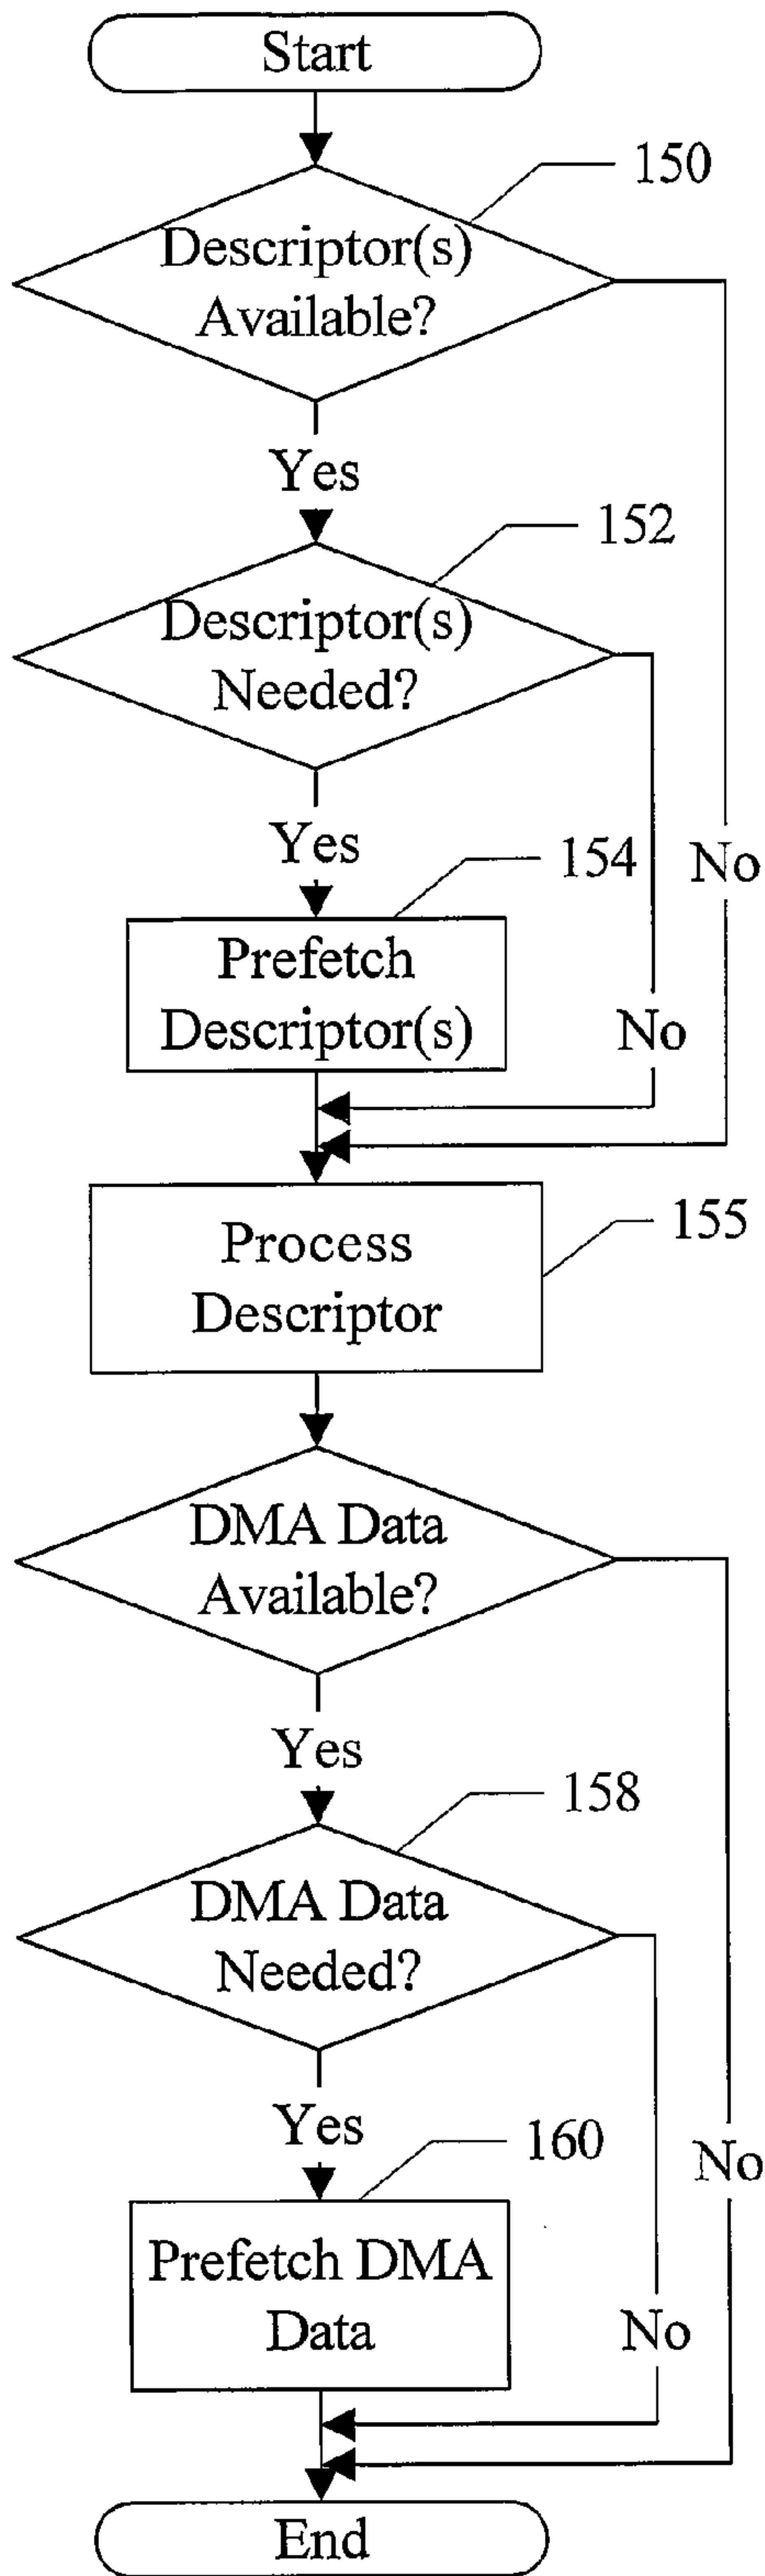 Start
150
Descriptor(s)
Available?
Yes
152
Descriptor(s)
Needed?
Yes
154
No
Prefetch
Descriptor(s)
No
155
Process
Descriptor
DMA Data
Available?
Yes
158
DMA Data
Needed?
Yes
160
No
Prefetch DMA
Data
No
End